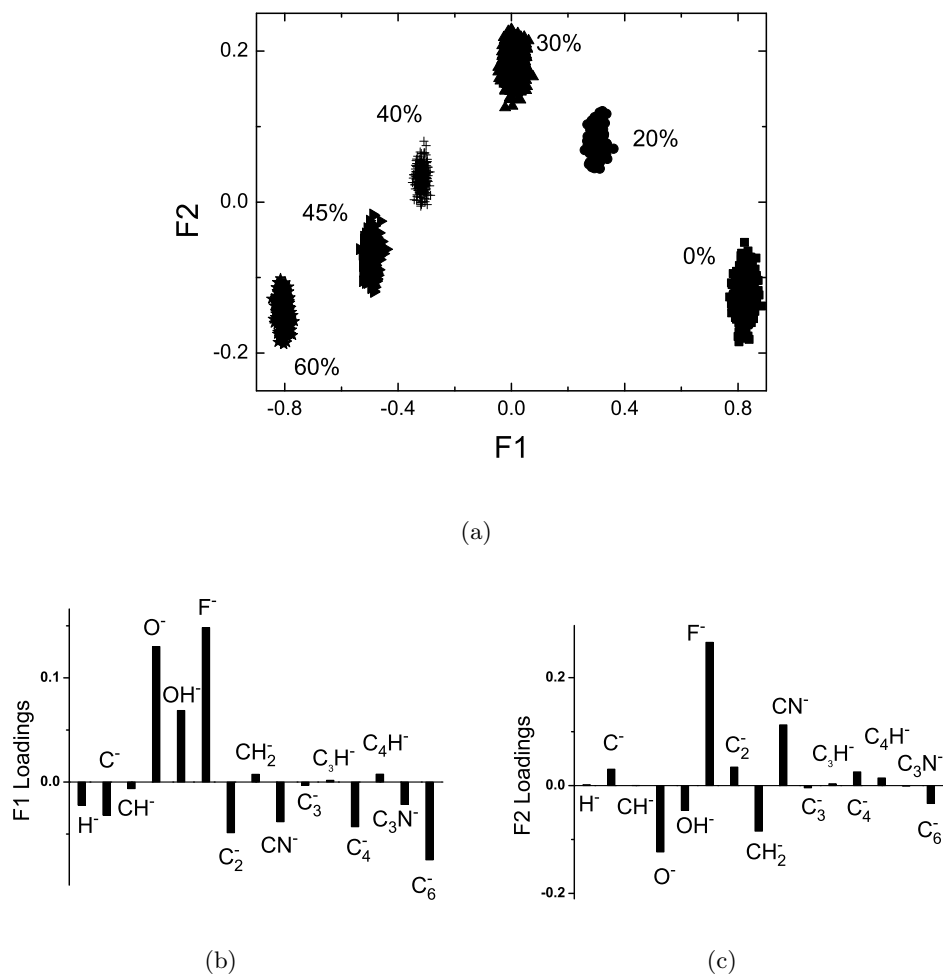 30%
0.2
40%
20%
0.0
45%
F2
0%
-0.2
60%
-0.8 -0.4 0.0 0.4 0.8
F1
(a)
F⁻
O⁻
F⁻
OH⁻
CN⁻
0.1
0.2
C⁻
CH₂⁻
C₃H⁻
C₄H⁻
C⁻
C₂⁻
C₃H⁻
C₄H⁻
C₃N⁻
0.0
0.0
F1 Loadings
F2 Loadings
H⁻
CH⁻
C₂⁻
CN⁻
C₃⁻
C₄⁻
C₃N⁻
C₆⁻
H⁻
CH⁻
O⁻
OH⁻
CH₂⁻
C₃⁻
C₄⁻
C₆⁻
-0.2
(b)
(c)